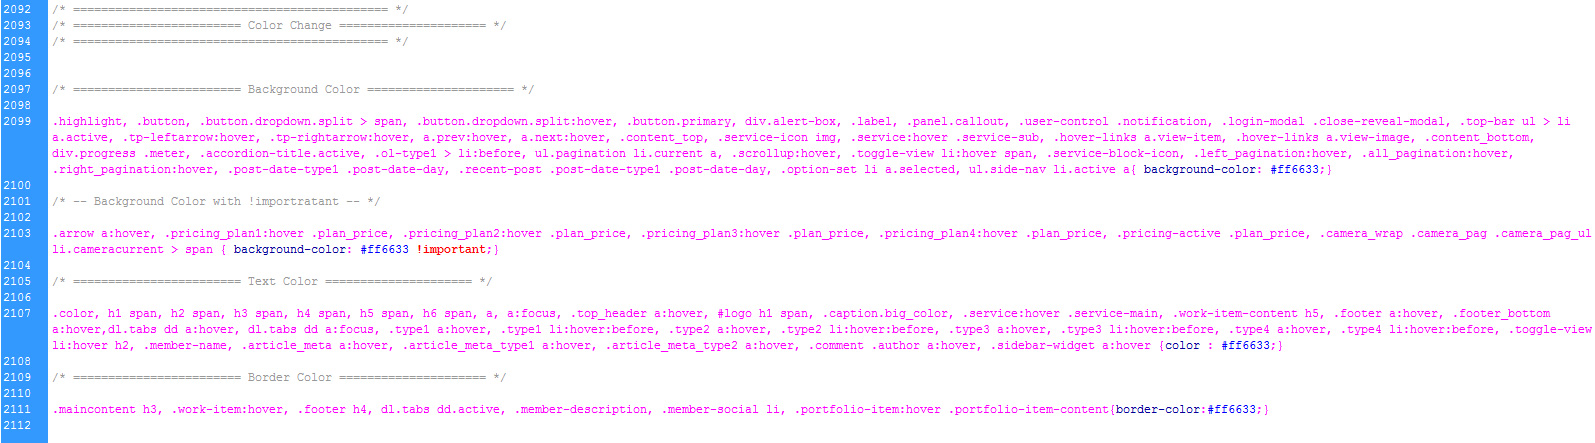 2092 /* ============================================= */
2093 /* ======================== Color Change ===================== */
2094 /* ============================================= */
2095
2096
2097 /* ======================== Background Color ===================== */
2098
2099 .highlight, .button, .button.dropdown.split > span, .button.dropdown.split:hover, .button.primary, div.alert-box, .label, .panel.callout, .user-control .notification, .login-modal .close-reveal-modal, .top-bar ul > li
a.active, .tp-leftarrow:hover, .tp-rightarrow:hover, a.prev:hover, a.next:hover, .content_top, .service-icon img, .service:hover .service-sub, .hover-links a.view-item, .hover-links a.view-image, .content_bottom,
div.progress .meter, .accordion-title.active, .ol-type1 > li:before, ul.pagination li.current a, .scrollup:hover, .toggle-view li:hover span, .service-block-icon, .left_pagination:hover, .all_pagination:hover,
.right_pagination:hover, .post-date-type1 .post-date-day, .recent-post .post-date-type1 .post-date-day, .option-set li a.selected, ul.side-nav li.active a{ background-color: #ff6633;}
2100
2101 /* -- Background Color with !importratant -- */
2102
2103 .arrow a:hover, .pricing_plan1:hover .plan_price, .pricing_plan2:hover .plan_price, .pricing_plan3:hover .plan_price, .pricing_plan4:hover .plan_price, .pricing-active .plan_price, .camera_wrap .camera_pag .camera_pag_ul
li.cameracurrent > span { background-color: #ff6633 !important;}
2104
2105 /* ======================== Text Color ===================== */
2106
2107 .color, h1 span, h2 span, h3 span, h4 span, h5 span, h6 span, a, a:focus, .top_header a:hover, #logo h1 span, .caption.big_color, .service:hover .service-main, .work-item-content h5, .footer a:hover, .footer_bottom
a:hover,dl.tabs dd a:hover, dl.tabs dd a:focus, .type1 a:hover, .type1 li:hover:before, .type2 a:hover, .type2 li:hover:before, .type3 a:hover, .type3 li:hover:before, .type4 a:hover, .type4 li:hover:before, .toggle-view
li:hover h2, .member-name, .article_meta a:hover, .article_meta_type1 a:hover, .article_meta_type2 a:hover, .comment .author a:hover, .sidebar-widget a:hover {color : #ff6633;}
2108
2109 /* ======================== Border Color ===================== */
2110
2111 .maincontent h3, .work-item:hover, .footer h4, dl.tabs dd.active, .member-description, .member-social li, .portfolio-item:hover .portfolio-item-content{border-color:#ff6633;}
2112